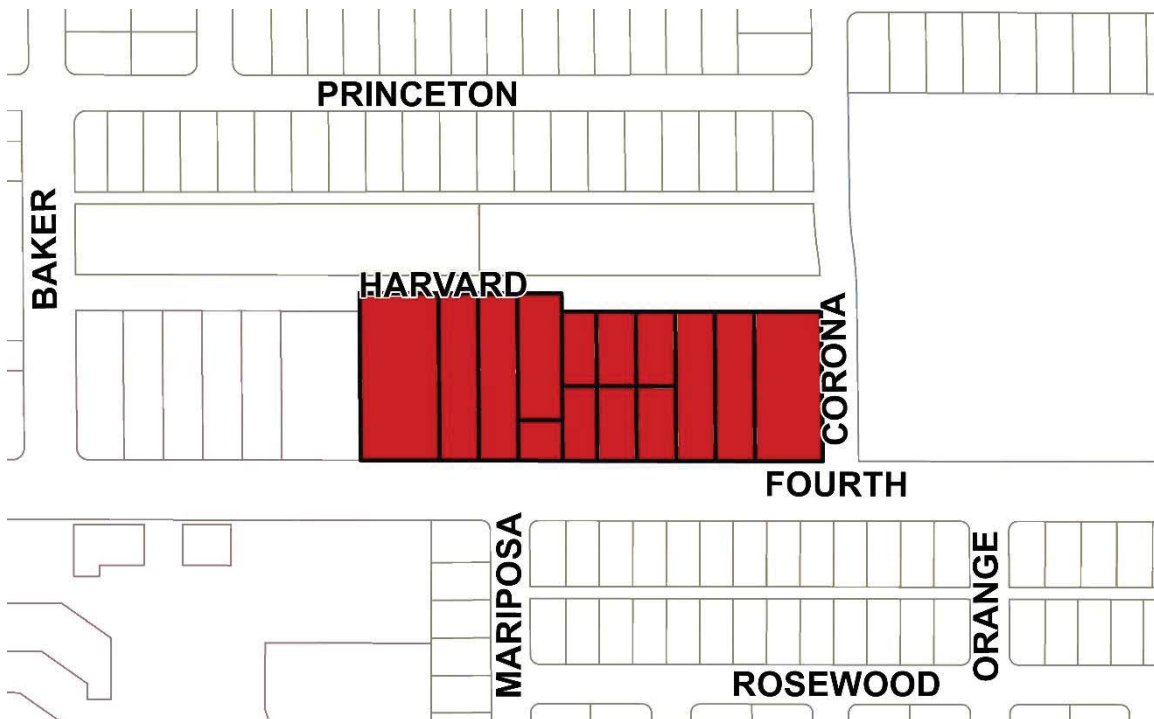 PRINCETON
BAKER
HARVARD
CORONA
FOURTH
MARIPOSA
ORANGE
ROSEWOOD